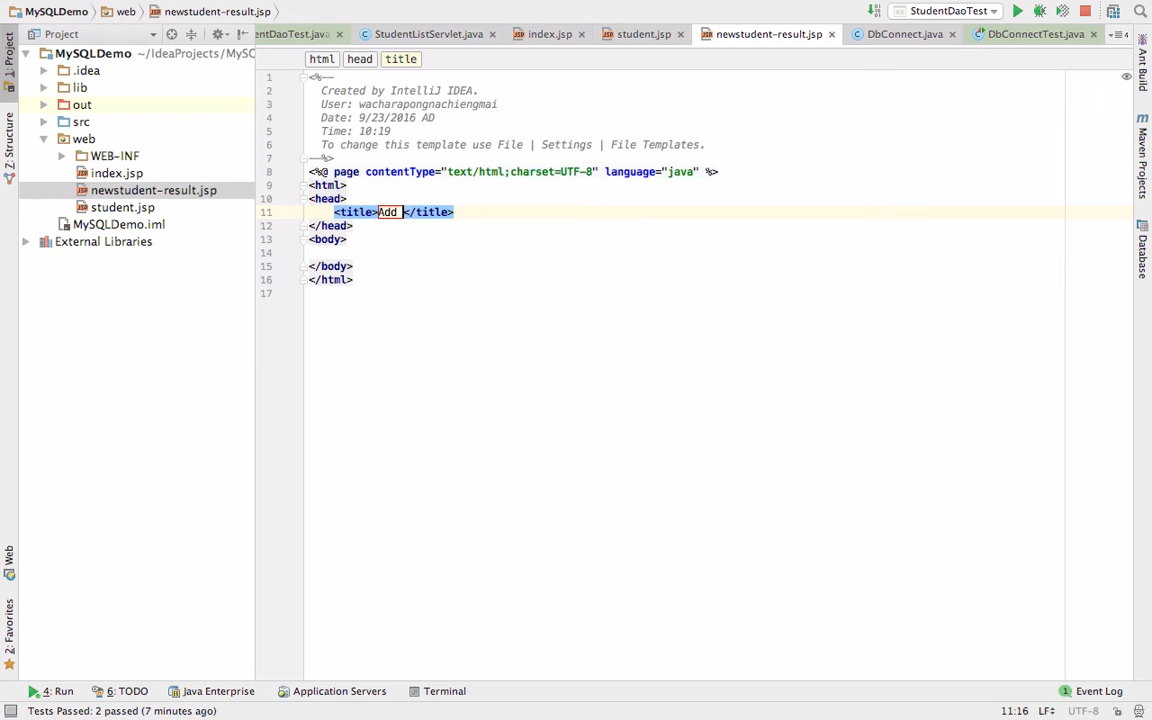 MySQLDemo web newstudent-result.jsp StudentDaoTest
Project entDaoTest.java StudentListServlet.java index.jsp student.jsp newstudent-result.jsp DbConnect.java DbConnectTest.java 4
1: Project
Z: Structure
Web
2: Favorites
MySQLDemo ~/IdeaProjects/MyS
.idea
lib
out
src
web
WEB-INF
index.jsp
newstudent-result.jsp
student.jsp
MySQLDemo.iml
External Libraries
html head title
1 <%--
2 Created by IntelliJ IDEA.
3 User: wacharapongnachiengmai
4 Date: 9/23/2016 AD
5 Time: 10:19
6 To change this template use File | Settings | File Templates.
7 --%>
8 <%@ page contentType="text/html;charset=UTF-8" language="java" %>
9 <html>
10 <head>
11 <title>Add </title>
12 </head>
13 <body>
14
15 </body>
16 </html>
17
Ant Build
Maven Projects
Database
4: Run 6: TODO Java Enterprise Application Servers Terminal 1 Event Log
Tests Passed: 2 passed (7 minutes ago) 11:16 LF UTF-8